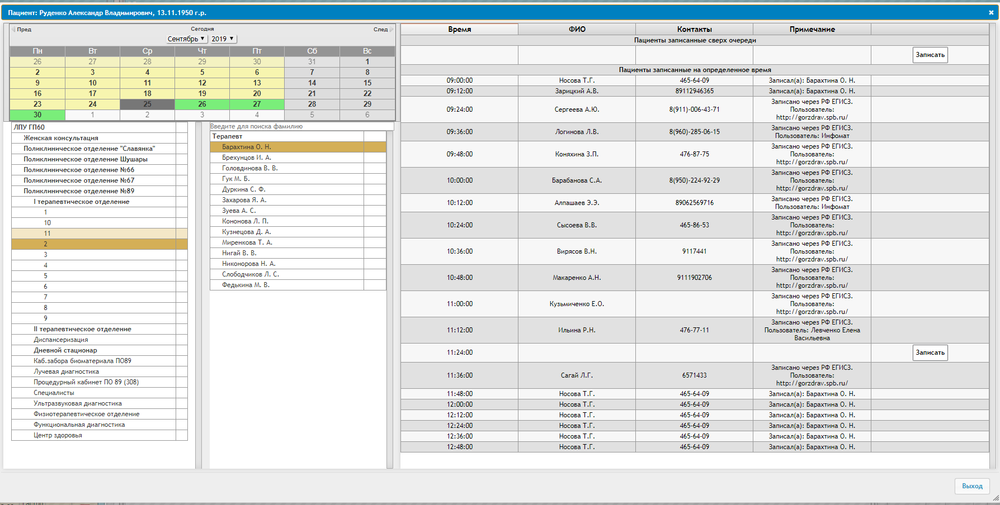 Пациент: Руденко Александр Владимирович, 13.11.1950 г.р.
Пред Сегодня След
Сентябрь 2019
Пн Вт Ср Чт Пт Сб Вс
26 27 28 29 30 31 1
2 3 4 5 6 7 8
9 10 11 12 13 14 15
16 17 18 19 20 21 22
23 24 25 26 27 28 29
30 1 2 3 4 5 6
ЛПУ ГП60
Женская консультация
Поликлиническое отделение "Славянка"
Поликлиническое отделение Шушары
Поликлиническое отделение №66
Поликлиническое отделение №67
Поликлиническое отделение №89
I терапевтическое отделение
1
10
11
2
3
4
5
6
7
8
9
II терапевтическое отделение
Диспансеризация
Дневной стационар
Каб.забора биоматериала ПО89
Лучевая диагностика
Процедурный кабинет ПО 89 (308)
Специалисты
Ультразвуковая диагностика
Физиотерапевтическое отделение
Функциональная диагностика
Центр здоровья
Введите для поиска фамилию
Терапевт
Барахтина О. Н.
Брехунцов И. А.
Головдинова В. В.
Гук М. Б.
Дуркина С. Ф.
Захарова Я. А.
Зуева А. С.
Кононова Л. П.
Кузнецова Д. А.
Миренкова Т. А.
Нигай В. В.
Никонорова Н. А.
Слободчиков Л. С.
Федькина М. В.
Время ФИО Контакты Примечание
Пациенты записанные сверх очереди
Записать
Пациенты записанные на определенное время
09:00:00 Носова Т.Г. 465-64-09 Записал(а): Барахтина О. Н.
09:12:00 Зарицкий А.В. 89112946365 Записал(а): Барахтина О. Н.
09:24:00 Сергеева А.Ю. 8(911)-006-43-71 Записано через РФ ЕГИСЗ.
Пользователь:
http://gorzdrav.spb.ru/
09:36:00 Логинова Л.В. 8(960)-285-06-15 Записано через РФ ЕГИСЗ.
Пользователь: Инфомат
09:48:00 Коняхина З.П. 476-87-75 Записано через РФ ЕГИСЗ.
Пользователь:
http://gorzdrav.spb.ru/
10:00:00 Барабанова С.А. 8(950)-224-92-29 Записано через РФ ЕГИСЗ.
Пользователь:
http://gorzdrav.spb.ru/
10:12:00 Алпашаев Э.Э. 89062569716 Записано через РФ ЕГИСЗ.
Пользователь: Инфомат
10:24:00 Сысоева В.В. 465-86-53 Записано через РФ ЕГИСЗ.
Пользователь:
http://gorzdrav.spb.ru/
10:36:00 Вирясов В.Н. 9117441 Записано через РФ ЕГИСЗ.
Пользователь:
http://gorzdrav.spb.ru/
10:48:00 Макаренко А.Н. 9111902706 Записано через РФ ЕГИСЗ.
Пользователь:
http://gorzdrav.spb.ru/
11:00:00 Кузьмиченко Е.О. Записано через РФ ЕГИСЗ.
Пользователь:
http://gorzdrav.spb.ru/
11:12:00 Ильина Р.Н. 476-77-11 Записано через РФ ЕГИСЗ.
Пользователь: Левченко Елена
Васильевна
11:24:00 Записать
11:36:00 Сагай Л.Г. 6571433 Записано через РФ ЕГИСЗ.
Пользователь:
http://gorzdrav.spb.ru/
11:48:00 Носова Т.Г. 465-64-09 Записал(а): Барахтина О. Н.
12:00:00 Носова Т.Г. 465-64-09 Записал(а): Барахтина О. Н.
12:12:00 Носова Т.Г. 465-64-09 Записал(а): Барахтина О. Н.
12:24:00 Носова Т.Г. 465-64-09 Записал(а): Барахтина О. Н.
12:36:00 Носова Т.Г. 465-64-09 Записал(а): Барахтина О. Н.
12:48:00 Носова Т.Г. 465-64-09 Записал(а): Барахтина О. Н.
Выход